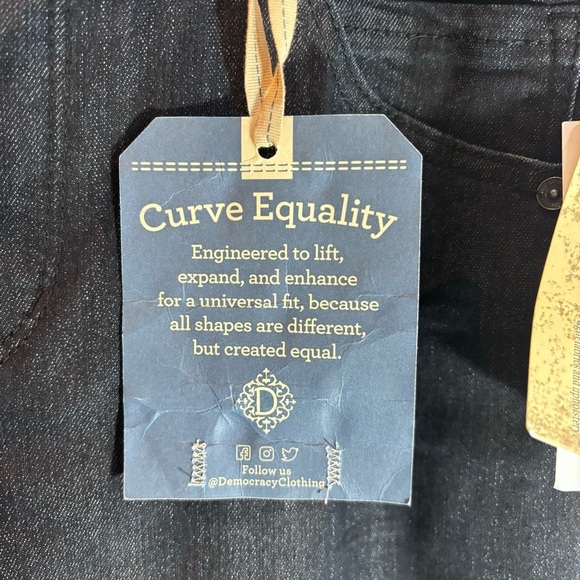 Curve Equality
Engineered to lift,
expand, and enhance
for a universal fit, because
all shapes are different,
but created equal.
D
Follow us
@DemocracyClothing